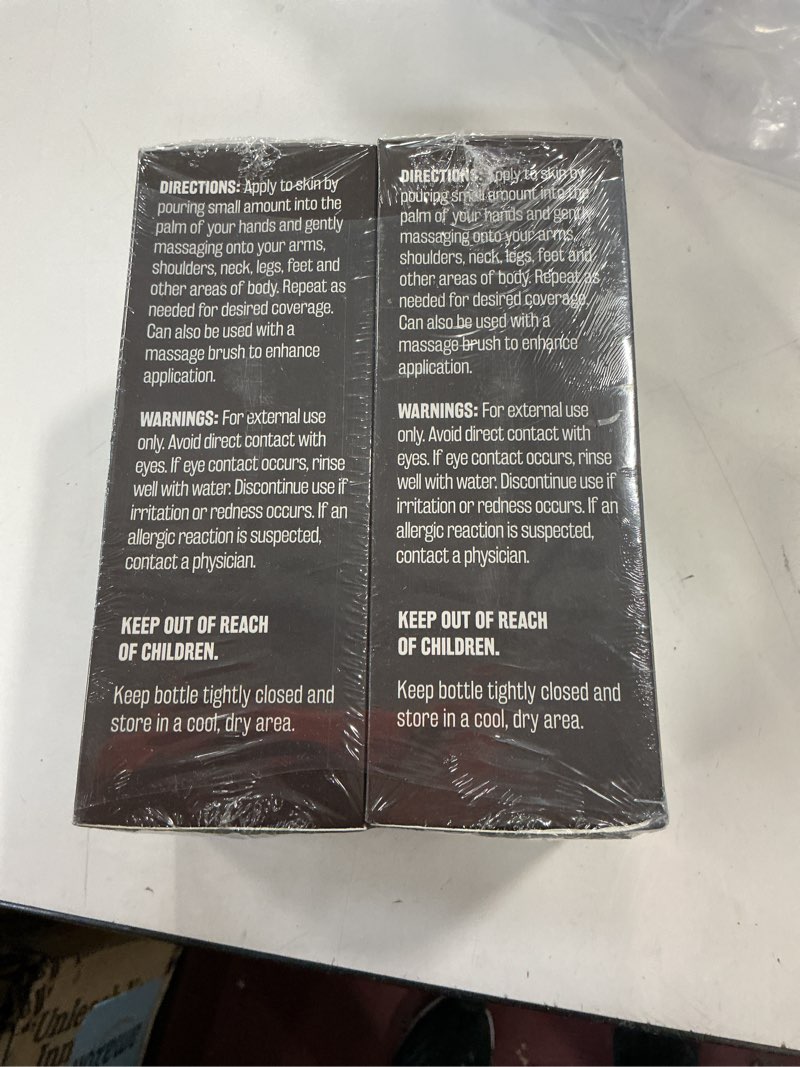 DIRECTIONS: Apply to skin by
pouring small amount into the
palm of your hands and gently
massaging onto your arms,
shoulders, neck, legs, feet and
other areas of body. Repeat as
needed for desired coverage.
Can also be used with a
massage brush to enhance
application.
WARNINGS: For external use
only. Avoid direct contact with
eyes. If eye contact occurs, rinse
well with water. Discontinue use if
irritation or redness occurs. If an
allergic reaction is suspected,
contact a physician.
KEEP OUT OF REACH
OF CHILDREN.
Keep bottle tightly closed and
store in a cool, dry area.
DIRECTIONS: Apply to skin by
pouring small amount into the
palm of your hands and gently
massaging onto your arms,
shoulders, neck, legs, feet and
other areas of body. Repeat as
needed for desired coverage.
Can also be used with a
massage brush to enhance
application.
WARNINGS: For external use
only. Avoid direct contact with
eyes. If eye contact occurs, rinse
well with water. Discontinue use if
irritation or redness occurs. If an
allergic reaction is suspected,
contact a physician.
KEEP OUT OF REACH
OF CHILDREN.
Keep bottle tightly closed and
store in a cool, dry area.